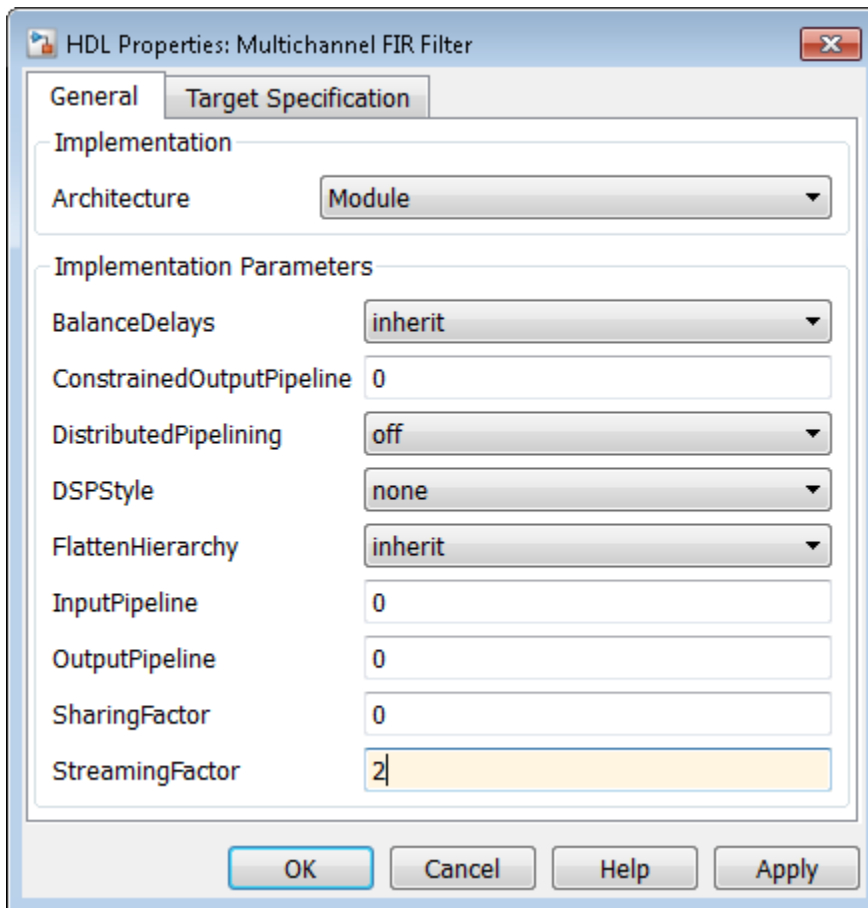 HDL Properties: Multichannel FIR Filter
General Target Specification
Implementation
Architecture Module
Implementation Parameters
BalanceDelays inherit
ConstrainedOutputPipeline 0
DistributedPipelining off
DSPStyle none
FlattenHierarchy inherit
InputPipeline 0
OutputPipeline 0
SharingFactor 0
StreamingFactor 2
OK Cancel Help Apply